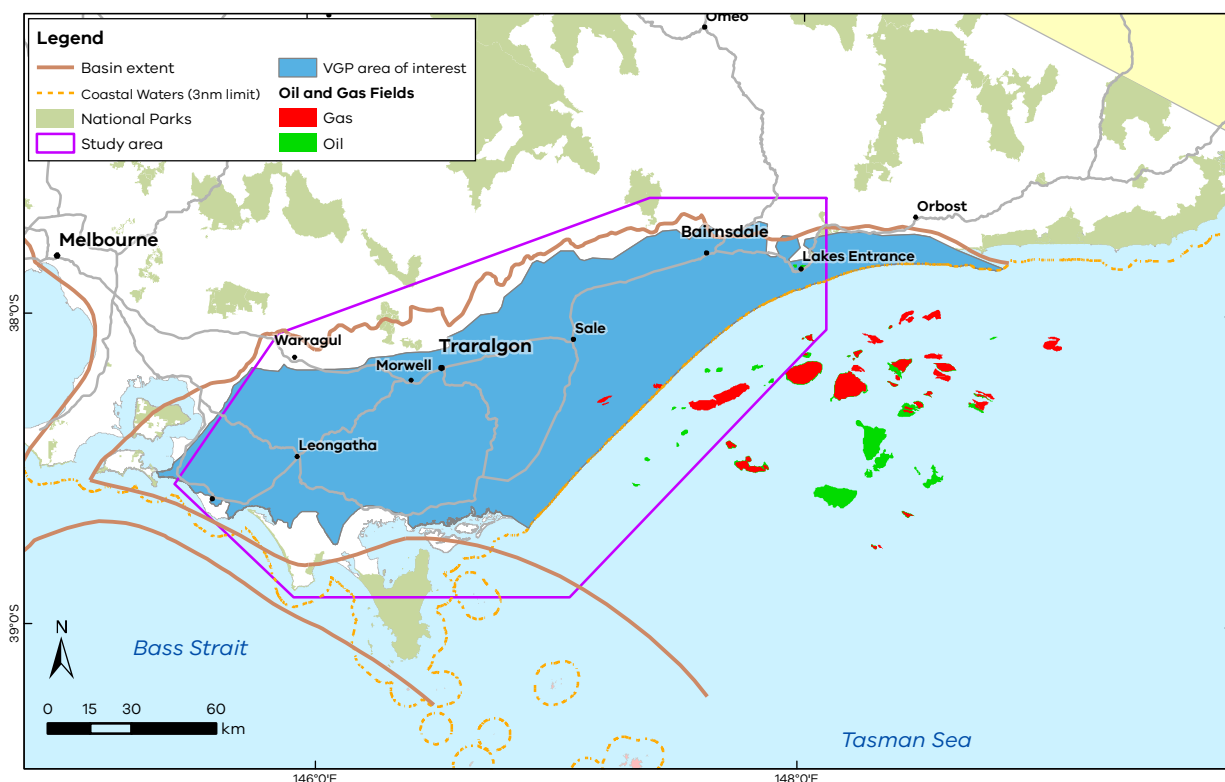 Omeo
Legend
Basin extent
Coastal Waters (3nm limit)
National Parks
Study area
VGP area of interest
Oil and Gas Fields
Gas
Oil
Orbost
Melbourne
Bairnsdale
Lakes Entrance
38°0'S
Sale
Warragul
Traralgon
Morwell
Leongatha
39°0'S
N
Bass Strait
0 15 30 60
km
Tasman Sea
146°0'E 148°0'E